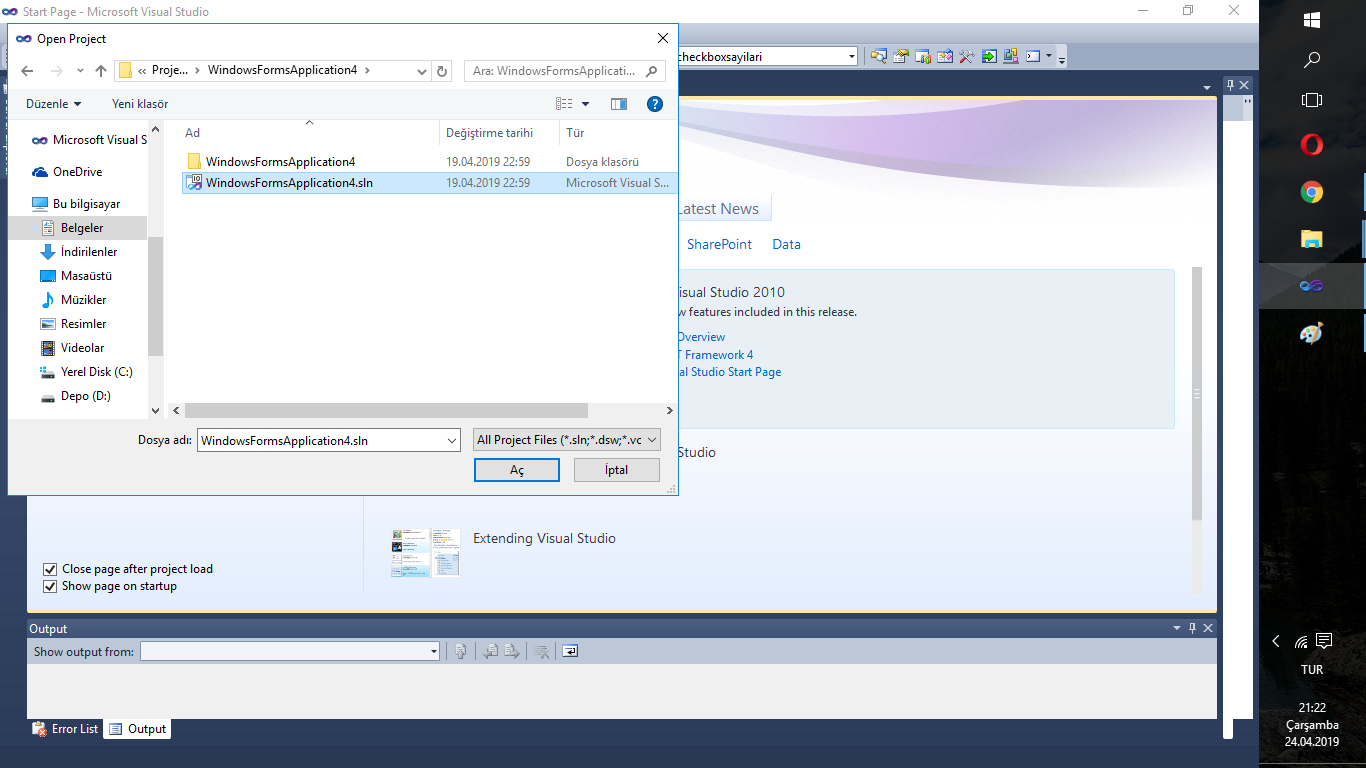 Start Page - Microsoft Visual Studio
Open Project
« Proje... › WindowsFormsApplication4 ›
Ara: WindowsFormsApplicati...
checkboxsayilari
Düzenle
Yeni klasör
Ad
Değiştirme tarihi
Tür
Microsoft Visual S
OneDrive
Bu bilgisayar
Belgeler
İndirilenler
Masaüstü
Müzikler
Resimler
Videolar
Yerel Disk (C:)
Depo (D:)
WindowsFormsApplication4
19.04.2019 22:59
Dosya klasörü
WindowsFormsApplication4.sln
19.04.2019 22:59
Microsoft Visual S...
Dosya adı:
WindowsFormsApplication4.sln
All Project Files (*.sln;*.dsw;*.vc
Aç
İptal
Latest News
SharePoint
Data
isual Studio 2010
w features included in this release.
Overview
T Framework 4
al Studio Start Page
Studio
Extending Visual Studio
Close page after project load
Show page on startup
Output
Show output from:
Error List
Output
TUR
21:22
Çarşamba
24.04.2019